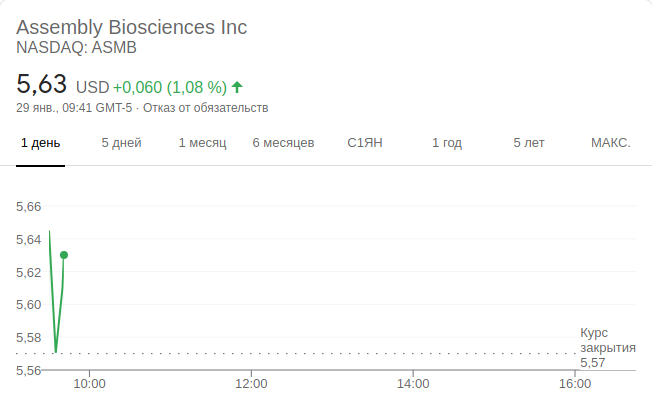 Assembly Biosciences Inc
NASDAQ: ASMB
5,63 USD +0,060 (1,08 %)
29 янв., 09:41 GMT-5 · Отказ от обязательств
1 день 5 дней 1 месяц 6 месяцев С1ЯН 1 год 5 лет МАКС.
5,66
5,64
5,62
5,60
5,58
5,56
Курс
закрытия
5,57
10:00 12:00 14:00 16:00